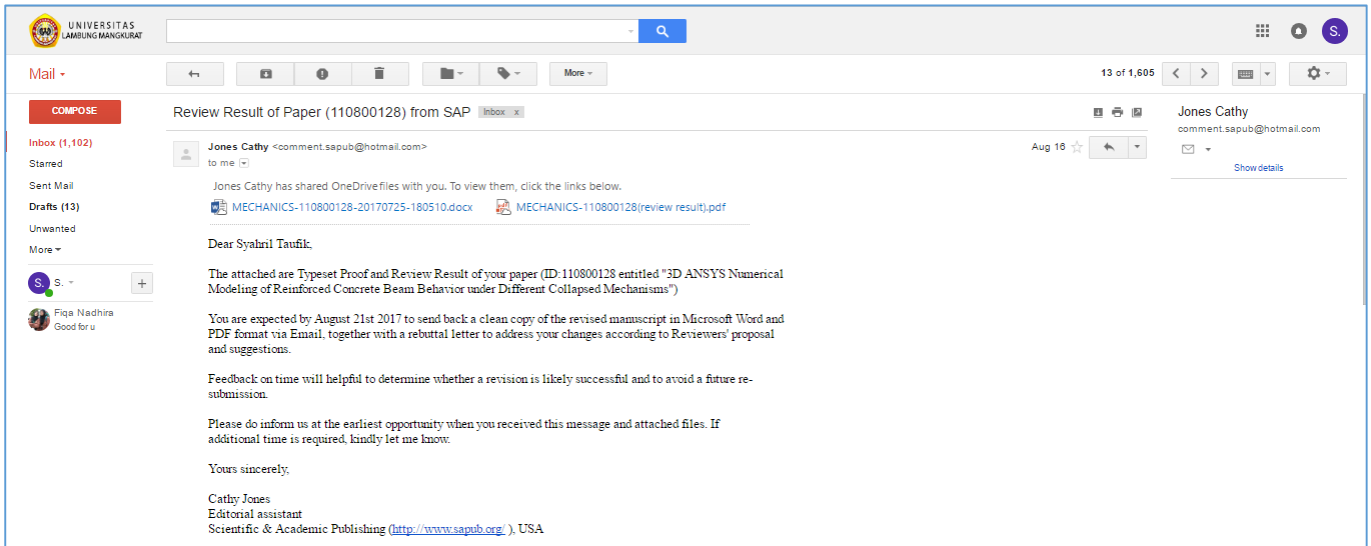 UNIVERSITAS
LAMBUNG MANGKURAT
S.
Mail
More
13 of 1,605
COMPOSE
Review Result of Paper (110800128) from SAP Inbox x
Jones Cathy
comment.sapub@hotmail.com
Show details
Inbox (1,102)
Starred
Sent Mail
Drafts (13)
Unwanted
More
S. S.
+
Fiqa Nadhira
Good for u
Jones Cathy <comment.sapub@hotmail.com>
Aug 16
to me
Jones Cathy has shared OneDrive files with you. To view them, click the links below.
MECHANICS-110800128-20170725-180510.docx MECHANICS-110800128(review result).pdf
Dear Syahril Taufik,
The attached are Typeset Proof and Review Result of your paper (ID:110800128 entitled "3D ANSYS Numerical
Modeling of Reinforced Concrete Beam Behavior under Different Collapsed Mechanisms")
You are expected by August 21st 2017 to send back a clean copy of the revised manuscript in Microsoft Word and
PDF format via Email, together with a rebuttal letter to address your changes according to Reviewers' proposal
and suggestions.
Feedback on time will helpful to determine whether a revision is likely successful and to avoid a future re-
submission.
Please do inform us at the earliest opportunity when you received this message and attached files. If
additional time is required, kindly let me know.
Yours sincerely,
Cathy Jones
Editorial assistant
Scientific & Academic Publishing (http://www.sapub.org/ ), USA